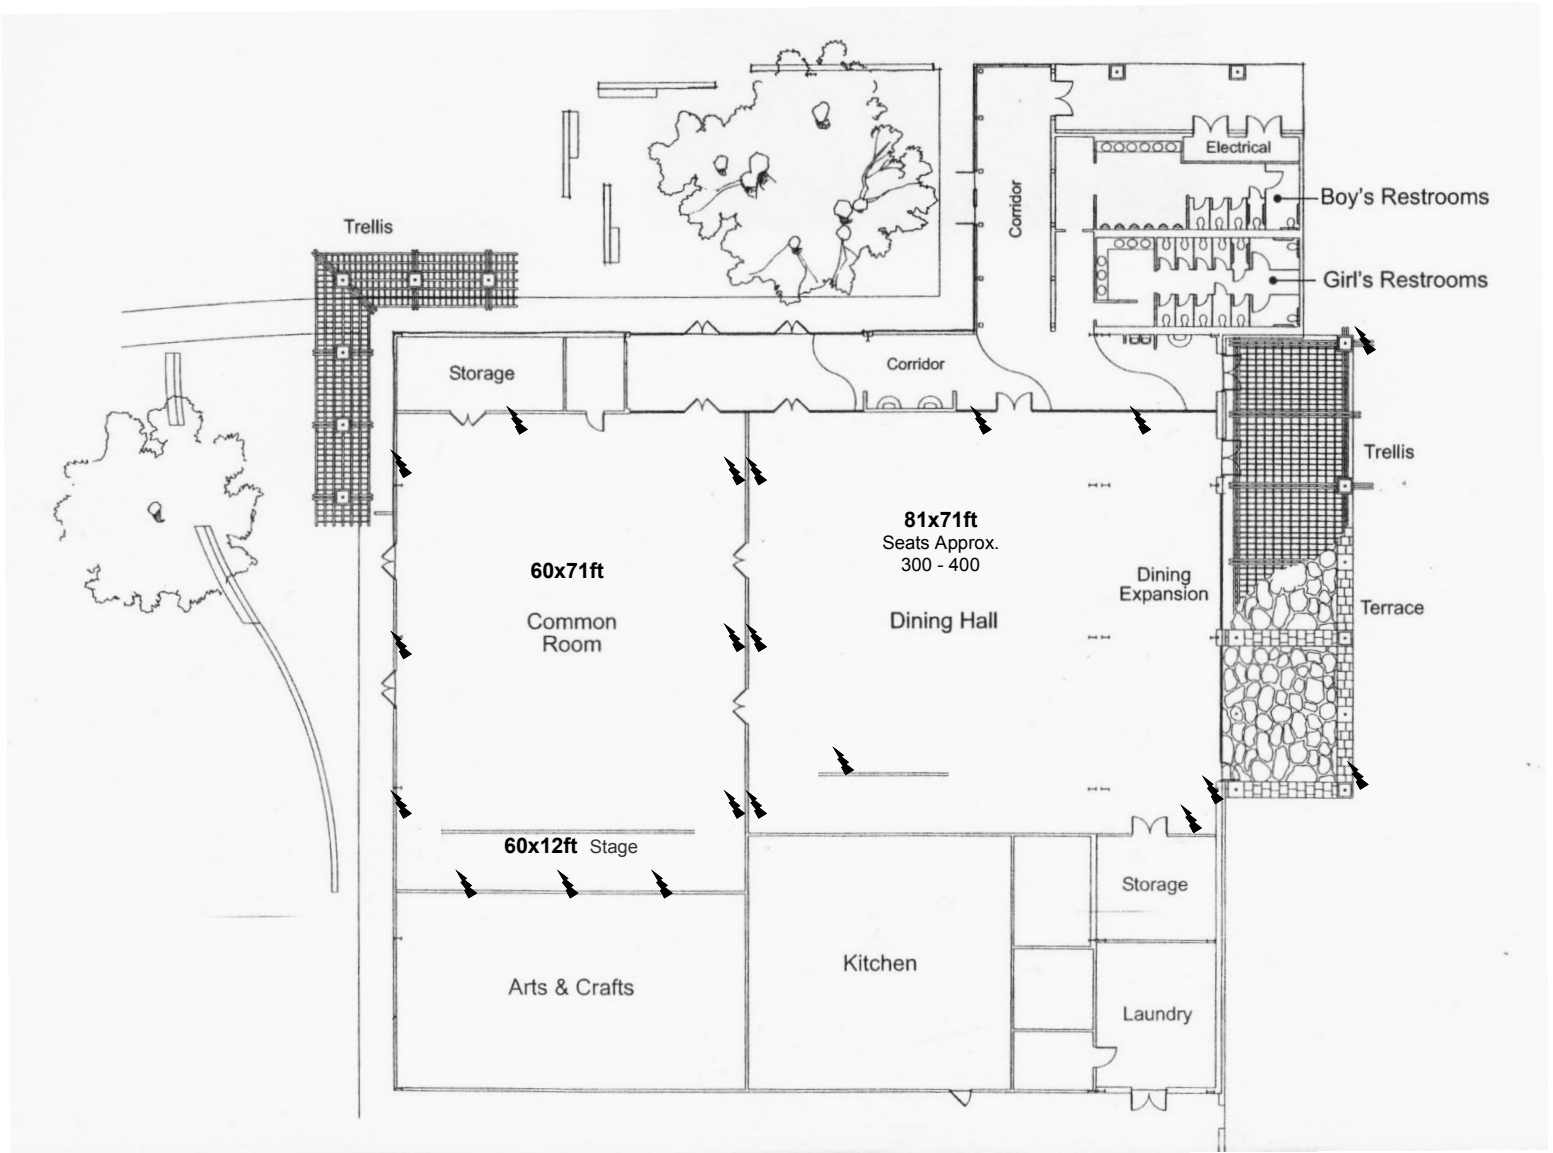 Electrical
Boy's Restrooms
Corridor
Trellis
Girl's Restrooms
Storage
Corridor
Trellis
81x71ft
Seats Approx.
300 - 400
60x71ft
Dining
Expansion
Terrace
Common
Room
Dining Hall
60x12ft Stage
Storage
Kitchen
Arts & Crafts
Laundry